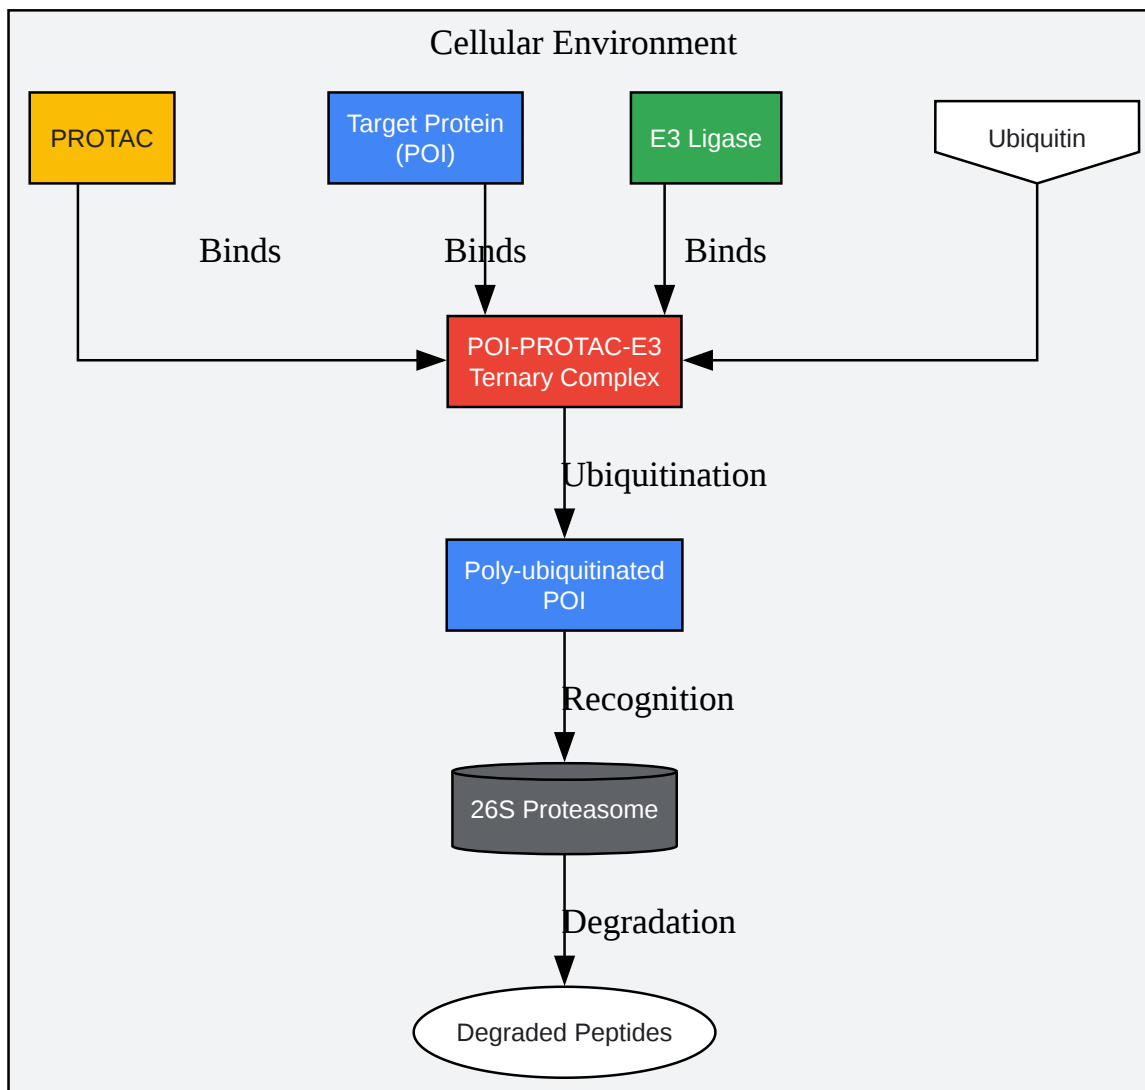 Cellular Environment
PROTAC
Target Protein
(POI)
E3 Ligase
Ubiquitin
Binds
Binds
Binds
POI-PROTAC-E3
Ternary Complex
Ubiquitination
Poly-ubiquitinated
POI
Recognition
26S Proteasome
Degradation
Degraded Peptides